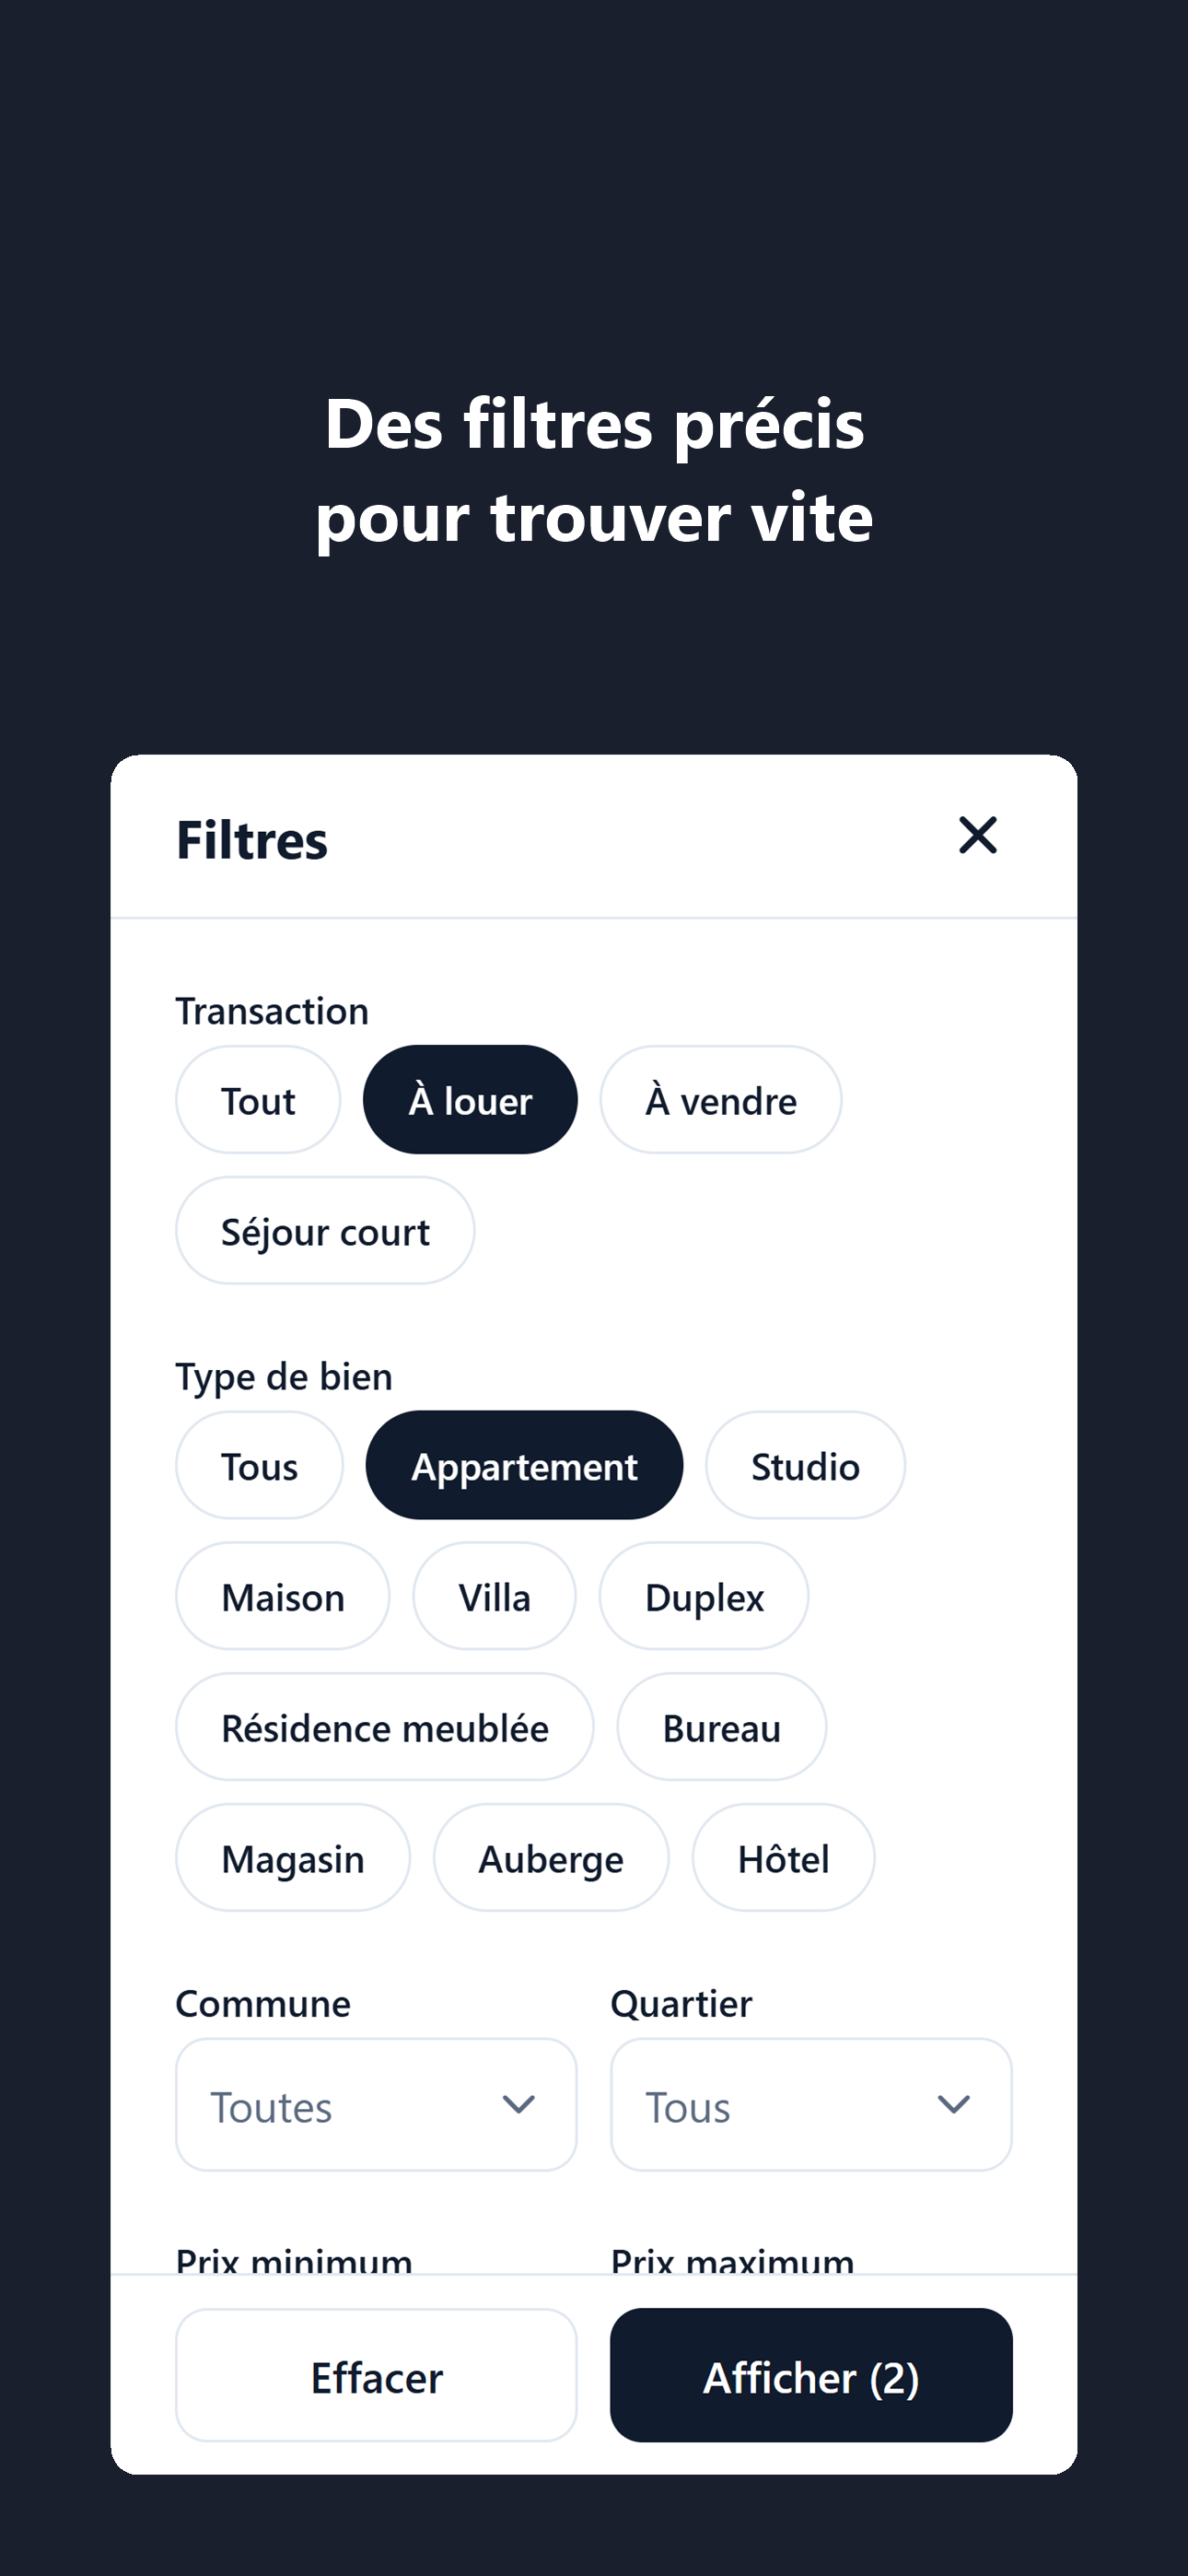 Des filtres précis
pour trouver vite
Filtres
Transaction
Tout À louer À vendre
Séjour court
Type de bien
Tous Appartement Studio
Maison Villa Duplex
Résidence meublée Bureau
Magasin Auberge Hôtel
Commune Quartier
Toutes Tous
Prix minimum Prix maximum
Effacer Afficher (2)